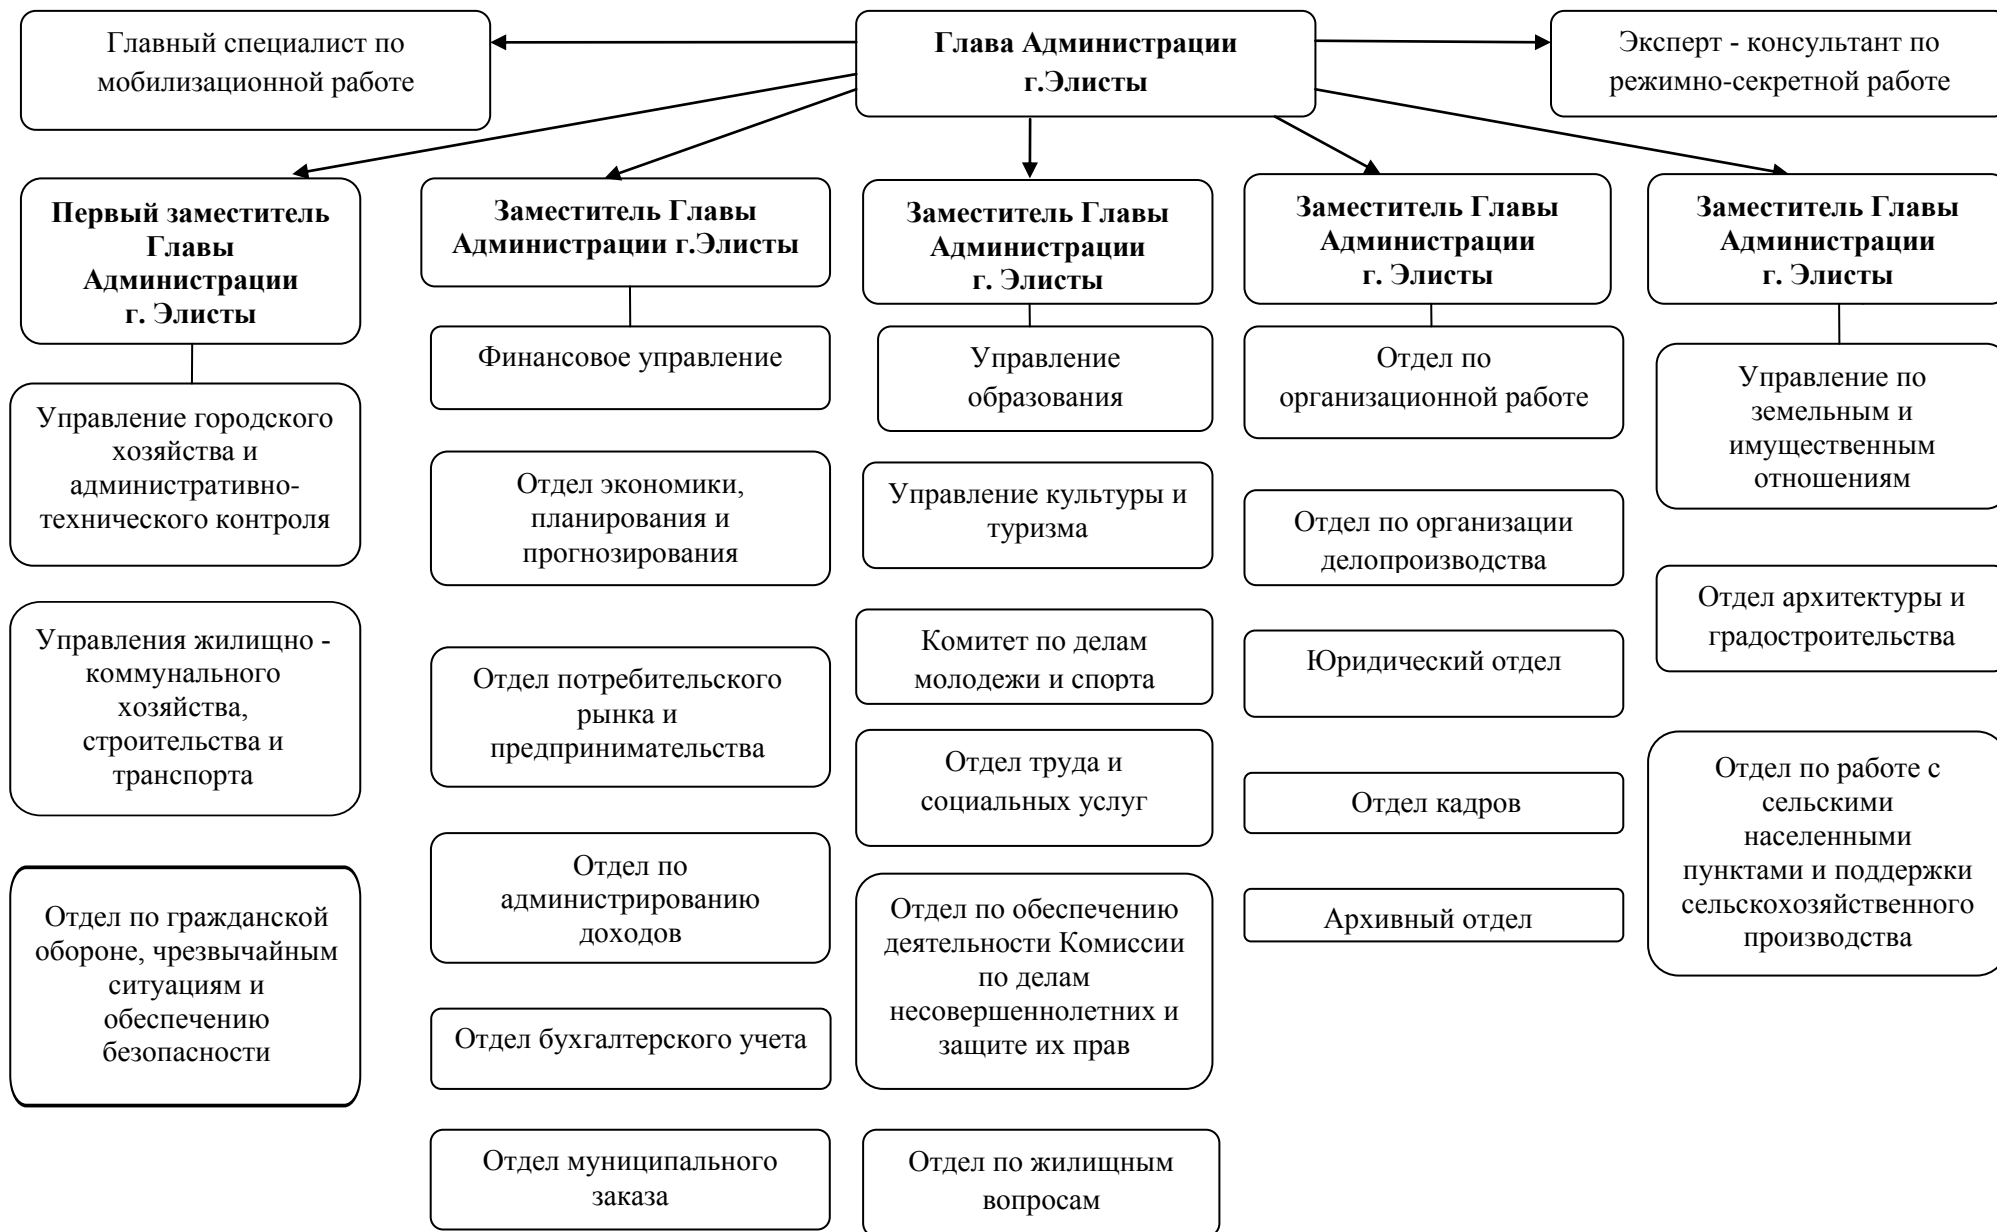 Главный специалист по
мобилизационной работе
Глава Администрации
г.Элисты
Эксперт - консультант по
режимно-секретной работе
Первый заместитель
Главы
Администрации
г. Элисты
Заместитель Главы
Администрации г.Элисты
Заместитель Главы
Администрации
г. Элисты
Заместитель Главы
Администрации
г. Элисты
Заместитель Главы
Администрации
г. Элисты
Управление городского
хозяйства и
административно-
технического контроля
Управления жилищно -
коммунального
хозяйства,
строительства и
транспорта
Отдел по гражданской
обороне, чрезвычайным
ситуациям и
обеспечению
безопасности
Финансовое управление
Отдел экономики,
планирования и
прогнозирования
Отдел потребительского
рынка и
предпринимательства
Отдел по
администрированию
доходов
Отдел бухгалтерского учета
Отдел муниципального
заказа
Управление
образования
Управление культуры и
туризма
Комитет по делам
молодежи и спорта
Отдел труда и
социальных услуг
Отдел по обеспечению
деятельности Комиссии
по делам
несовершеннолетних и
защите их прав
Отдел по жилищным
вопросам
Отдел по
организационной работе
Отдел по организации
делопроизводства
Юридический отдел
Отдел кадров
Архивный отдел
Управление по
земельным и
имущественным
отношениям
Отдел архитектуры и
градостроительства
Отдел по работе с
сельскими
населенными
пунктами и поддержки
сельскохозяйственного
производства